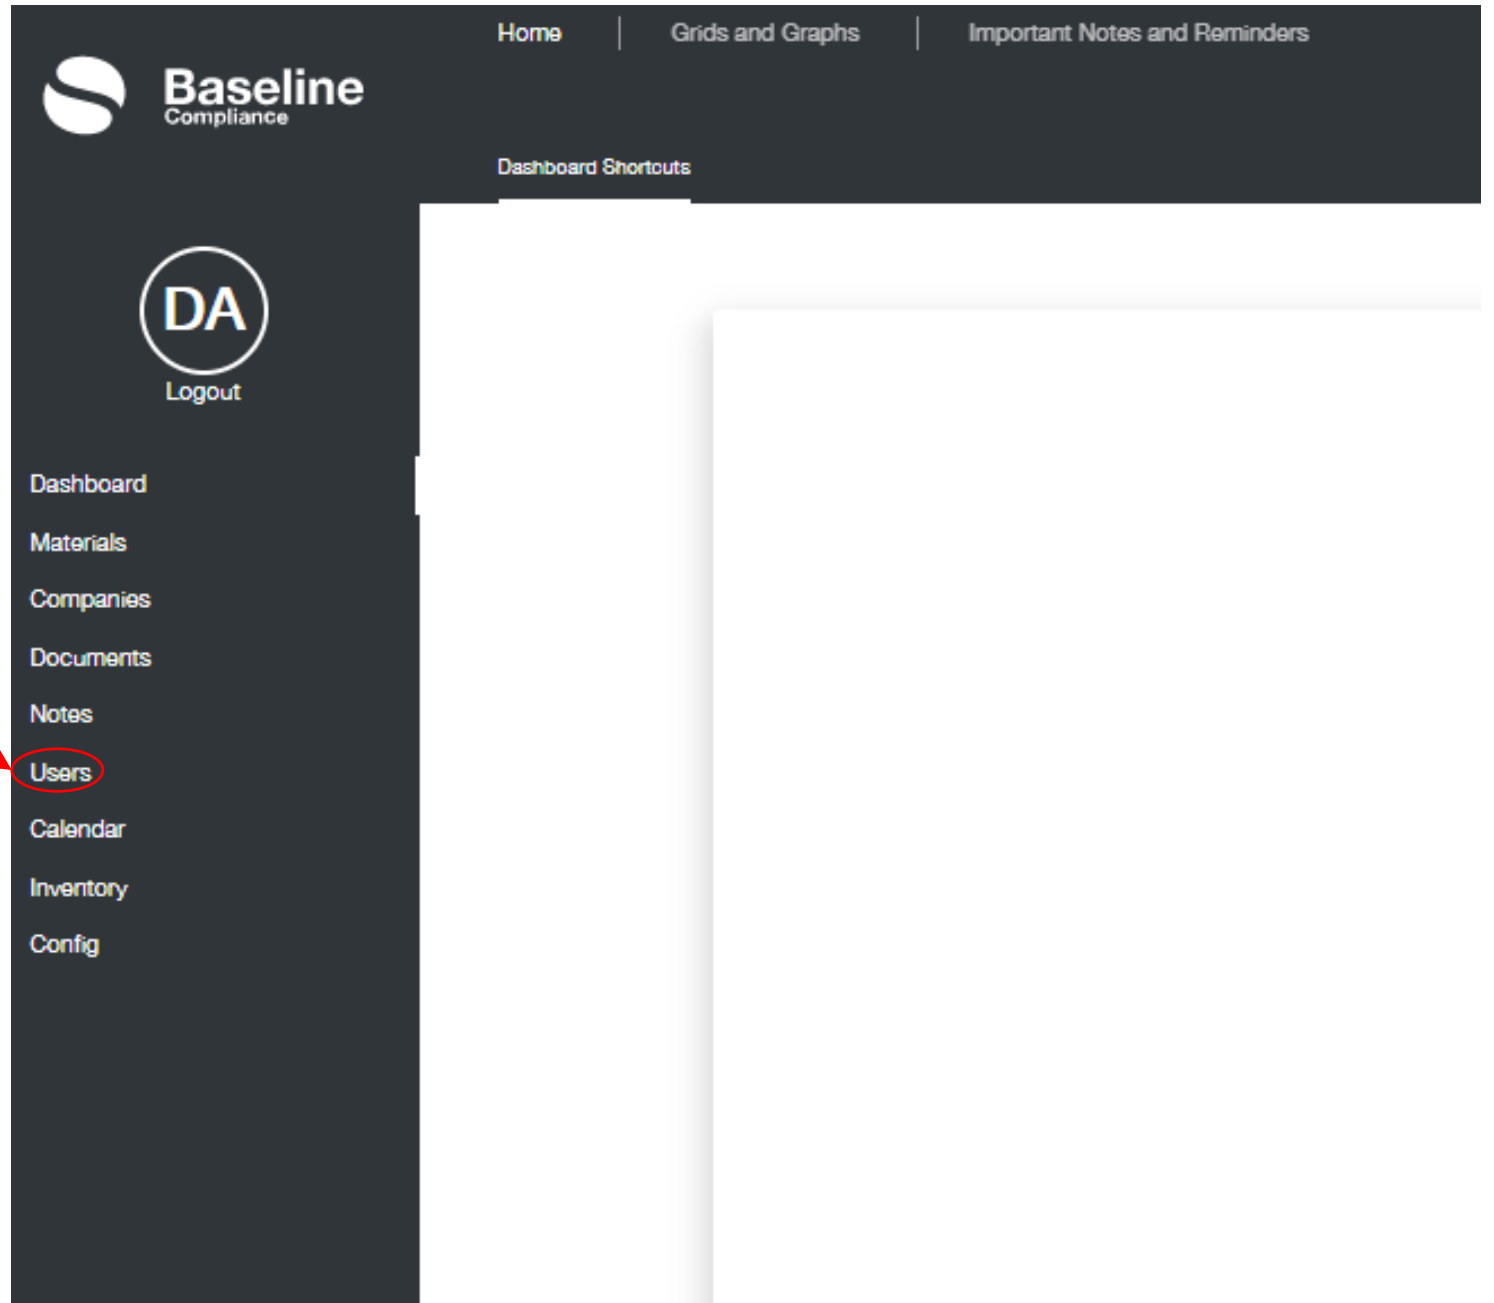 Home
Grids and Graphs
Important Notes and Reminders
Baseline
Compliance
Dashboard Shortcuts
DA
Logout
Dashboard
Materials
Companies
Documents
Notes
Users
Calendar
Inventory
Config